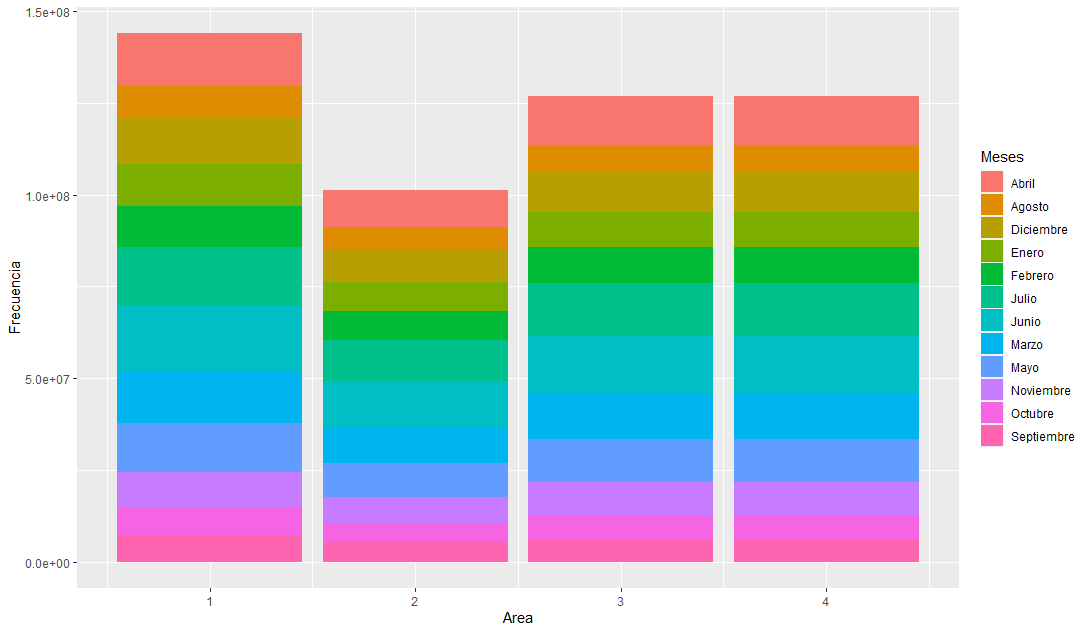 1.5e+08
1.0e+08
5.0e+07
0.0e+00
Frecuencia
1
2
3
4
Area
Meses
Abril
Agosto
Diciembre
Enero
Febrero
Julio
Junio
Marzo
Mayo
Noviembre
Octubre
Septiembre